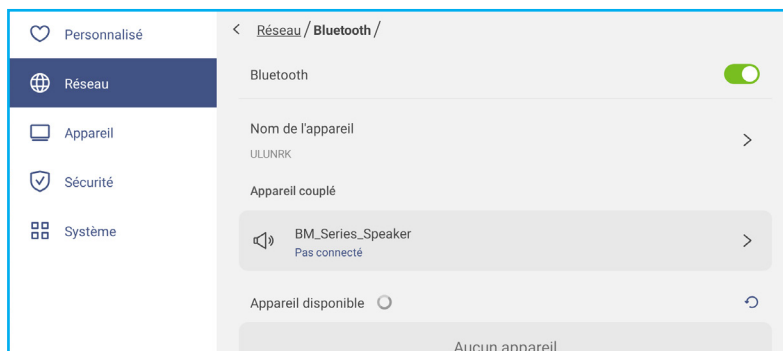 Personnalisé
Réseau
Appareil
Sécurité
Système
Réseau / Bluetooth /
Bluetooth
Nom de l'appareil
ULUNRK
Appareil couplé
BM_Series_Speaker
Pas connecté
Appareil disponible
Aucun appareil